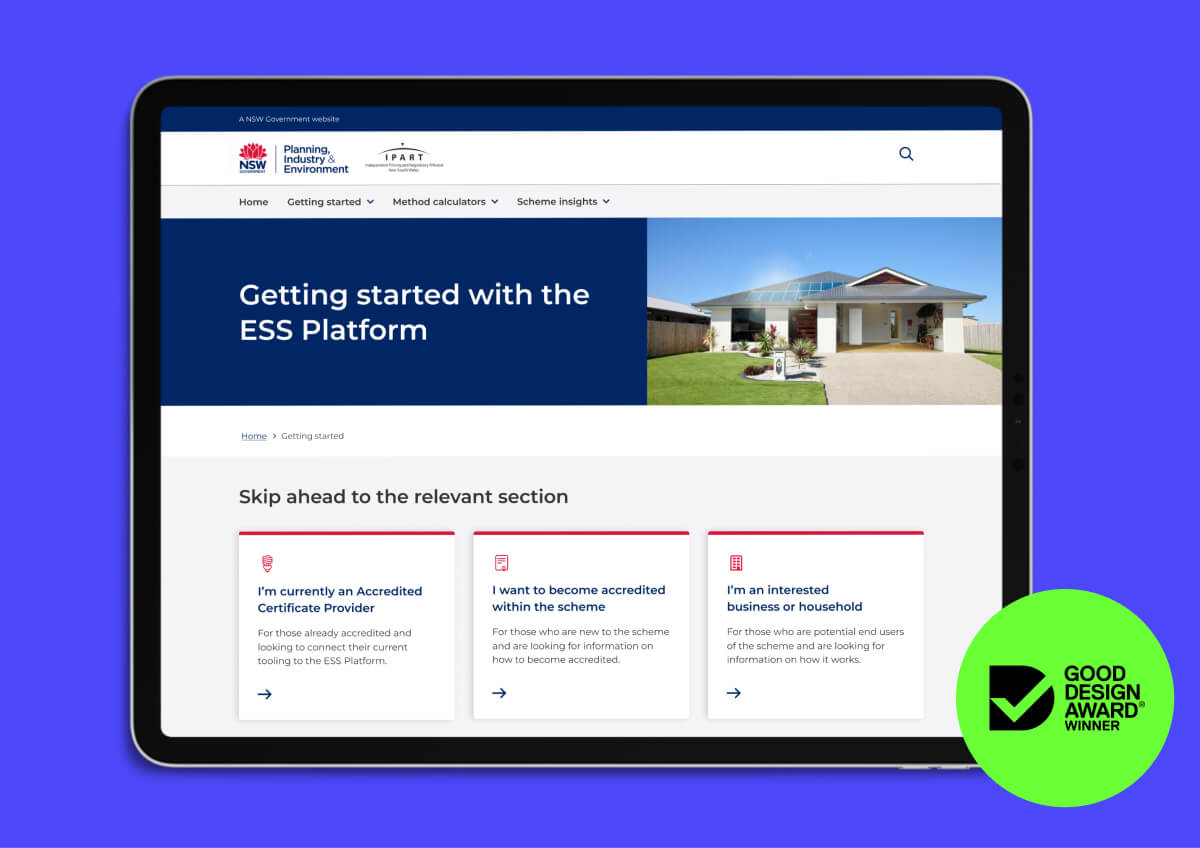 A NSW Government website
NSW
GOVERNMENT
Planning,
Industry &
Environment
IPART
Independent Pricing and Regulatory Tribunal
New South Wales
Home Getting started Method calculators Scheme insights
Getting started with the
ESS Platform
Home > Getting started
Skip ahead to the relevant section
I'm currently an Accredited
Certificate Provider
For those already accredited and
looking to connect their current
tooling to the ESS Platform.
I want to become accredited
within the scheme
For those who are new to the scheme
and are looking for information on
how to become accredited.
I'm an interested
business or household
For those who are potential end users
of the scheme and are looking for
information on how it works.
GOOD
DESIGN
AWARD®
WINNER